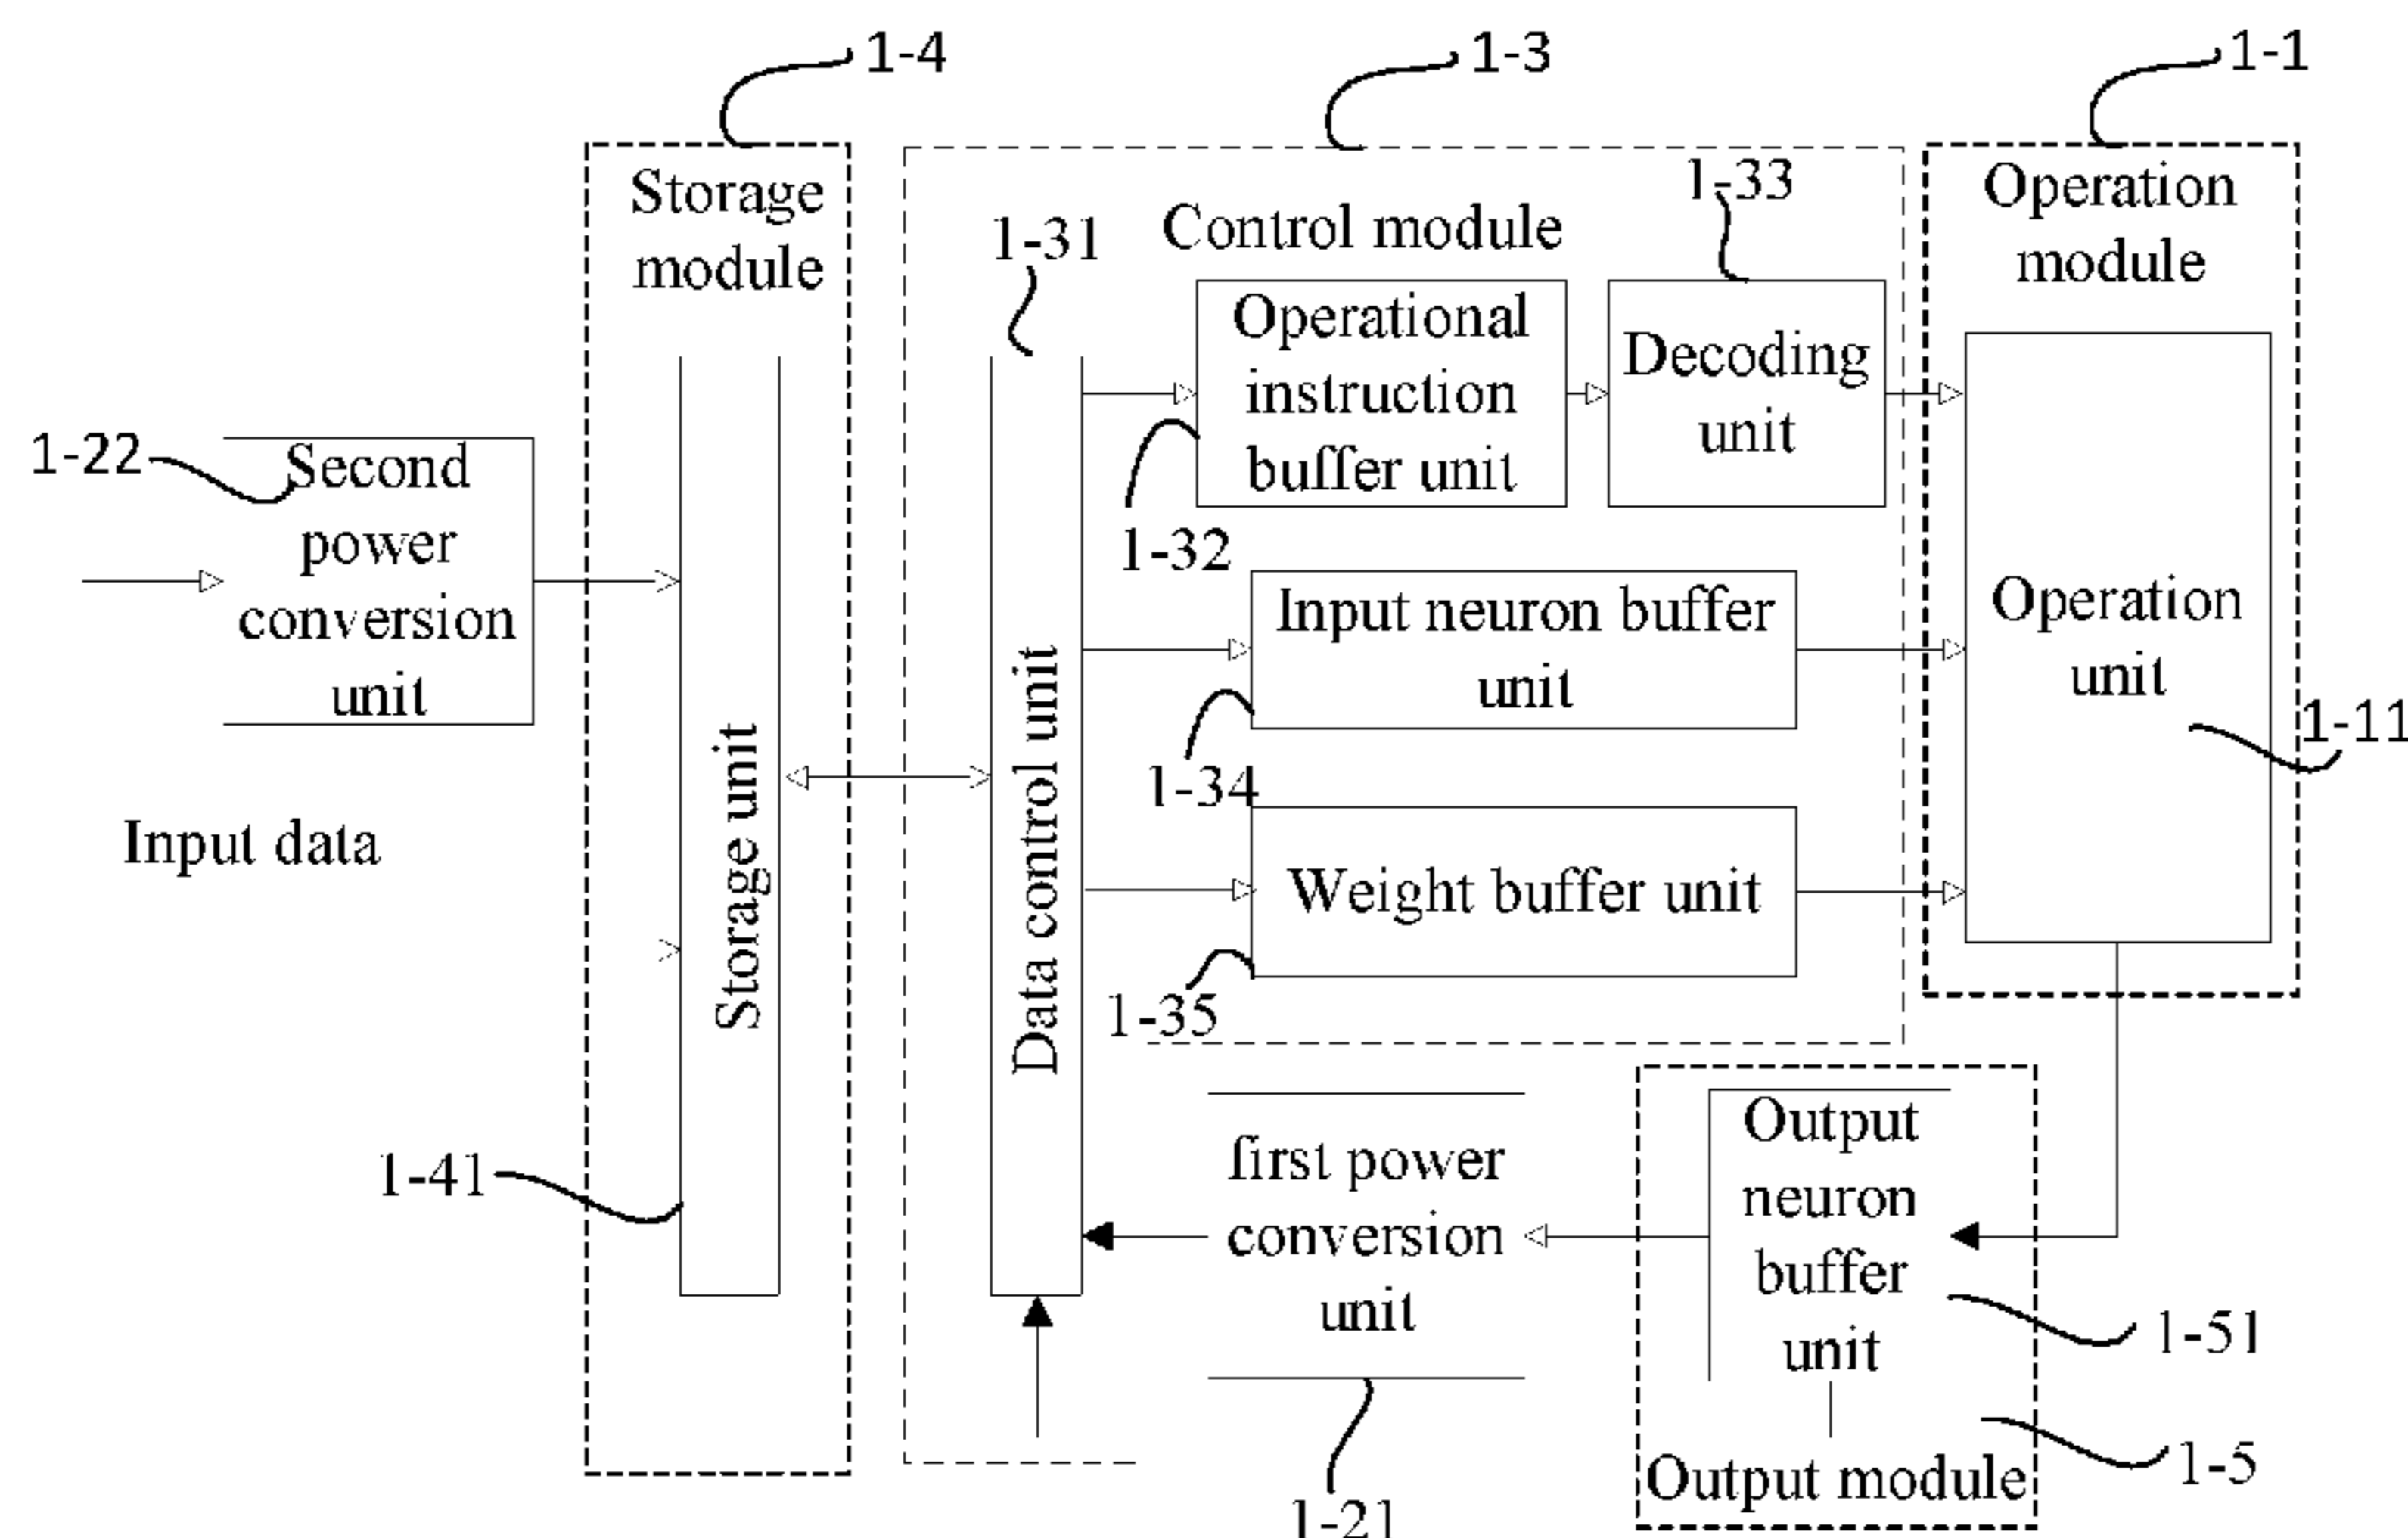 1-4
1-3
1-1
Storage
module
1-31
Control module
1-33
Operation
module
Operational
instruction
buffer unit
Decoding
unit
1-22
Second
power
conversion
unit
1-32
Input neuron buffer
unit
Operation
unit
1-11
1-34
Input data
Storage unit
Data control unit
Weight buffer unit
1-35
1-41
first power
conversion
unit
Output
neuron
buffer
unit
1-51
1-5
Output module
1-21